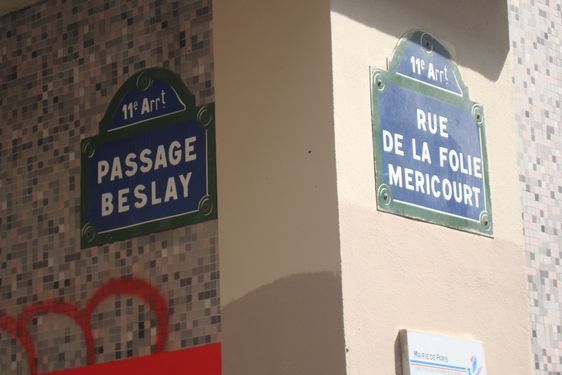 11e Arrt
PASSAGE
BESLAY
11e Arrt
RUE
DE LA FOLIE
MERICOURT
MAIRIE DE PARIS